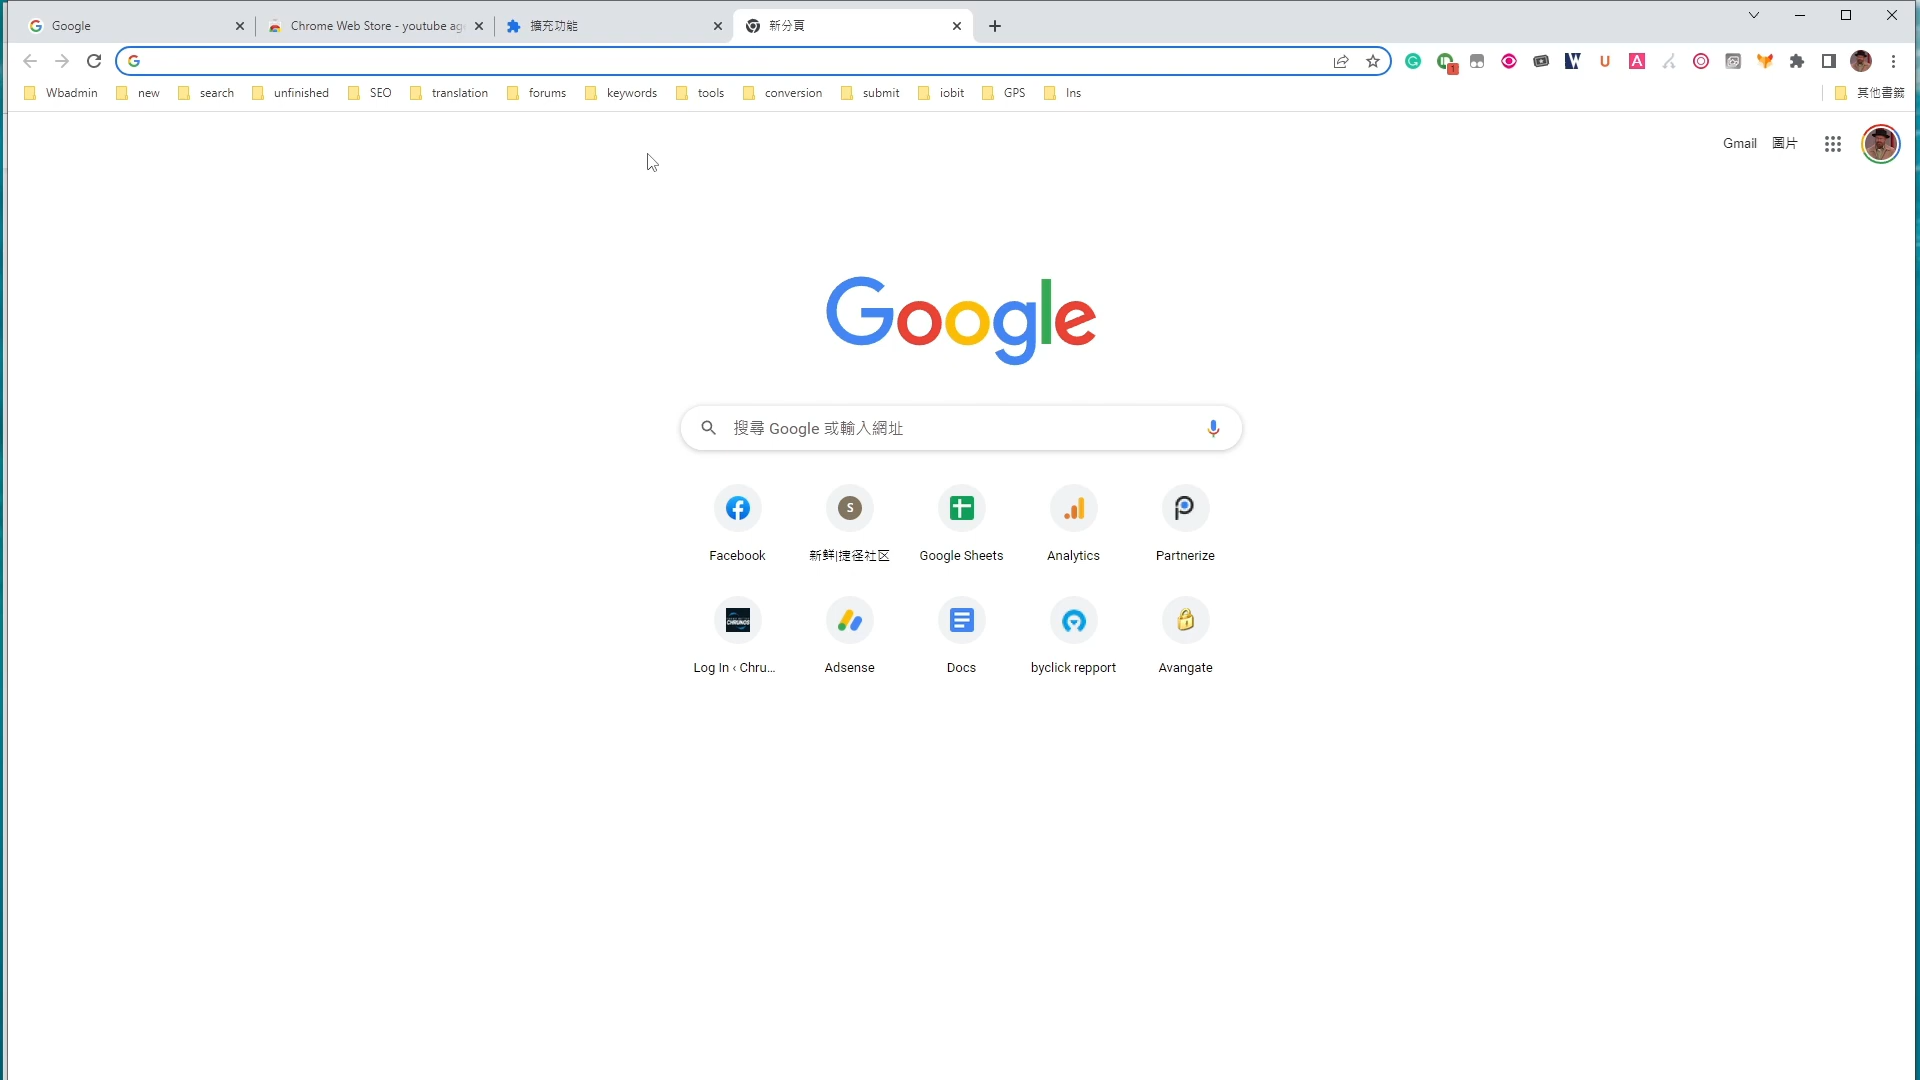 Google
Chrome Web Store - youtube ag
擴充功能
新分頁
Wbadmin
new
search
unfinished
SEO
translation
forums
keywords
tools
conversion
submit
iobit
GPS
Ins
其他書籤
Gmail
圖片
Google
搜尋 Google 或輸入網址
Facebook
新鲜|捷径社区
Google Sheets
Analytics
Partnerize
Log In ‹ Chru...
Adsense
Docs
byclick repport
Avangate